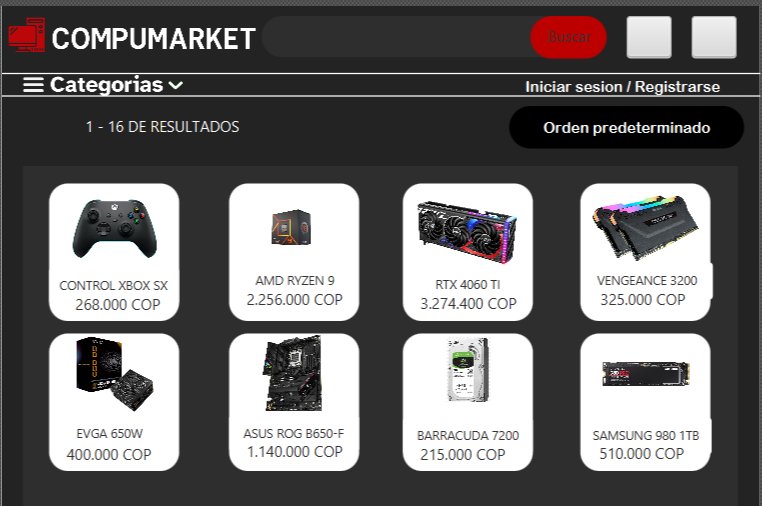 COMPUMARKET
Buscar
Categorias
Iniciar sesion / Registrarse
1 - 16 DE RESULTADOS
Orden predeterminado
CONTROL XBOX SX
268.000 COP
AMD RYZEN 9
2.256.000 COP
RTX 4060 TI
3.274.400 COP
VENGEANCE 3200
325.000 COP
EVGA 650W
400.000 COP
ASUS ROG B650-F
1.140.000 COP
BARRACUDA 7200
215.000 COP
SAMSUNG 980 1TB
510.000 COP